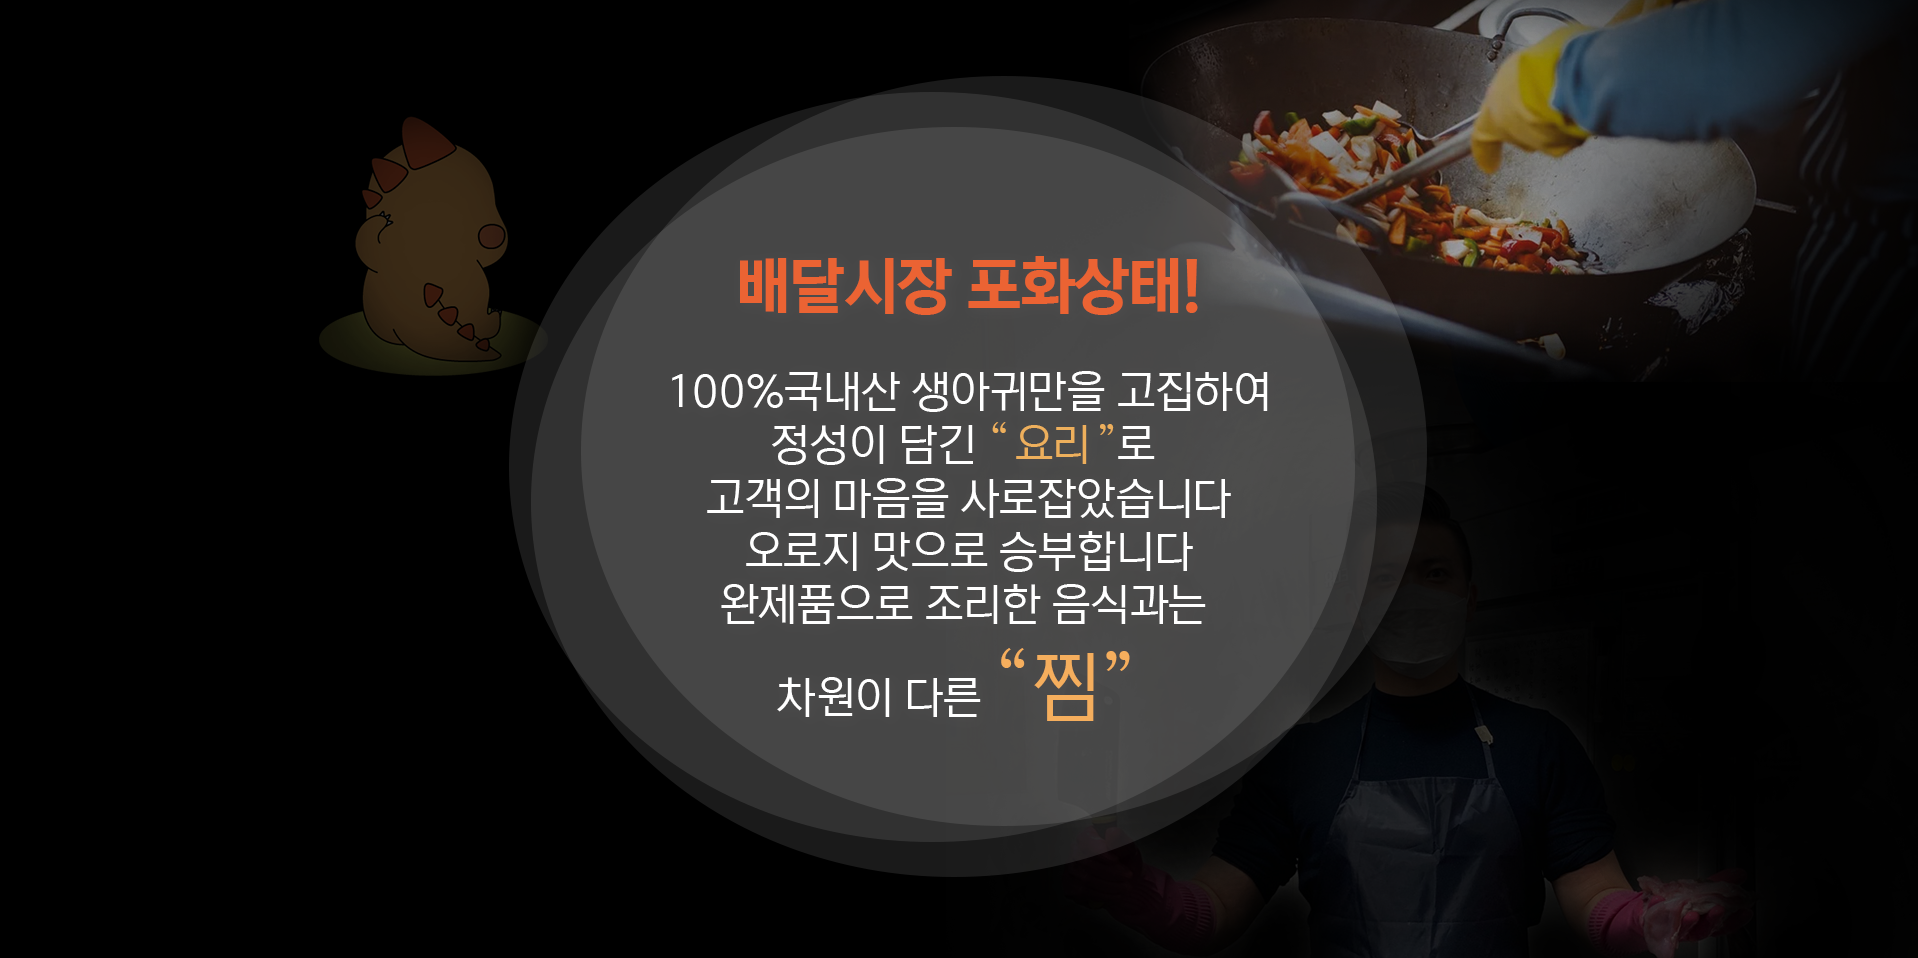 배달시장 포화상태!
100%국내산 생아귀만을 고집하여
정성이 담긴 “요리”로
고객의 마음을 사로잡았습니다
오로지 맛으로 승부합니다
완제품으로 조리한 음식과는
차원이 다른 “찜”